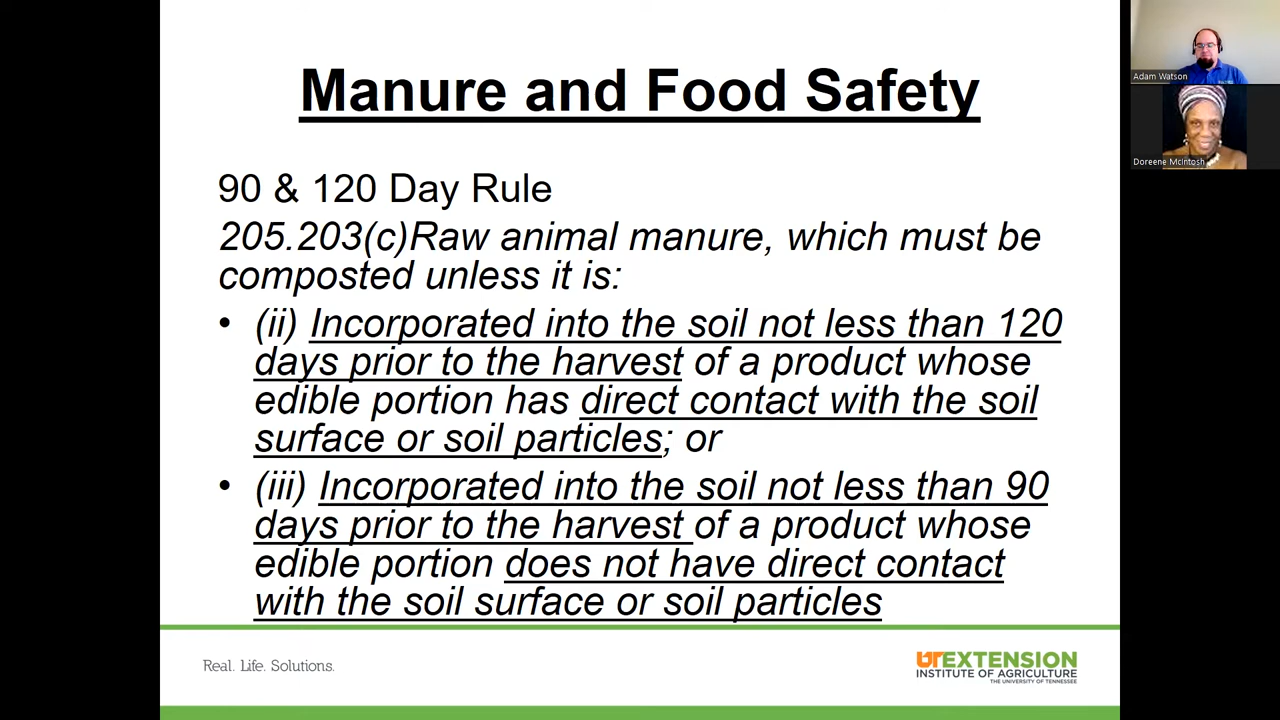 Manure and Food Safety
90 & 120 Day Rule
205.203(c)Raw animal manure, which must be
composted unless it is:
• (ii) Incorporated into the soil not less than 120
days prior to the harvest of a product whose
edible portion has direct contact with the soil
surface or soil particles; or
• (iii) Incorporated into the soil not less than 90
days prior to the harvest of a product whose
edible portion does not have direct contact
with the soil surface or soil particles
Real. Life. Solutions.
UTEXTENSION
INSTITUTE OF AGRICULTURE
THE UNIVERSITY OF TENNESSEE
Adam Watson
Doreene McIntosh